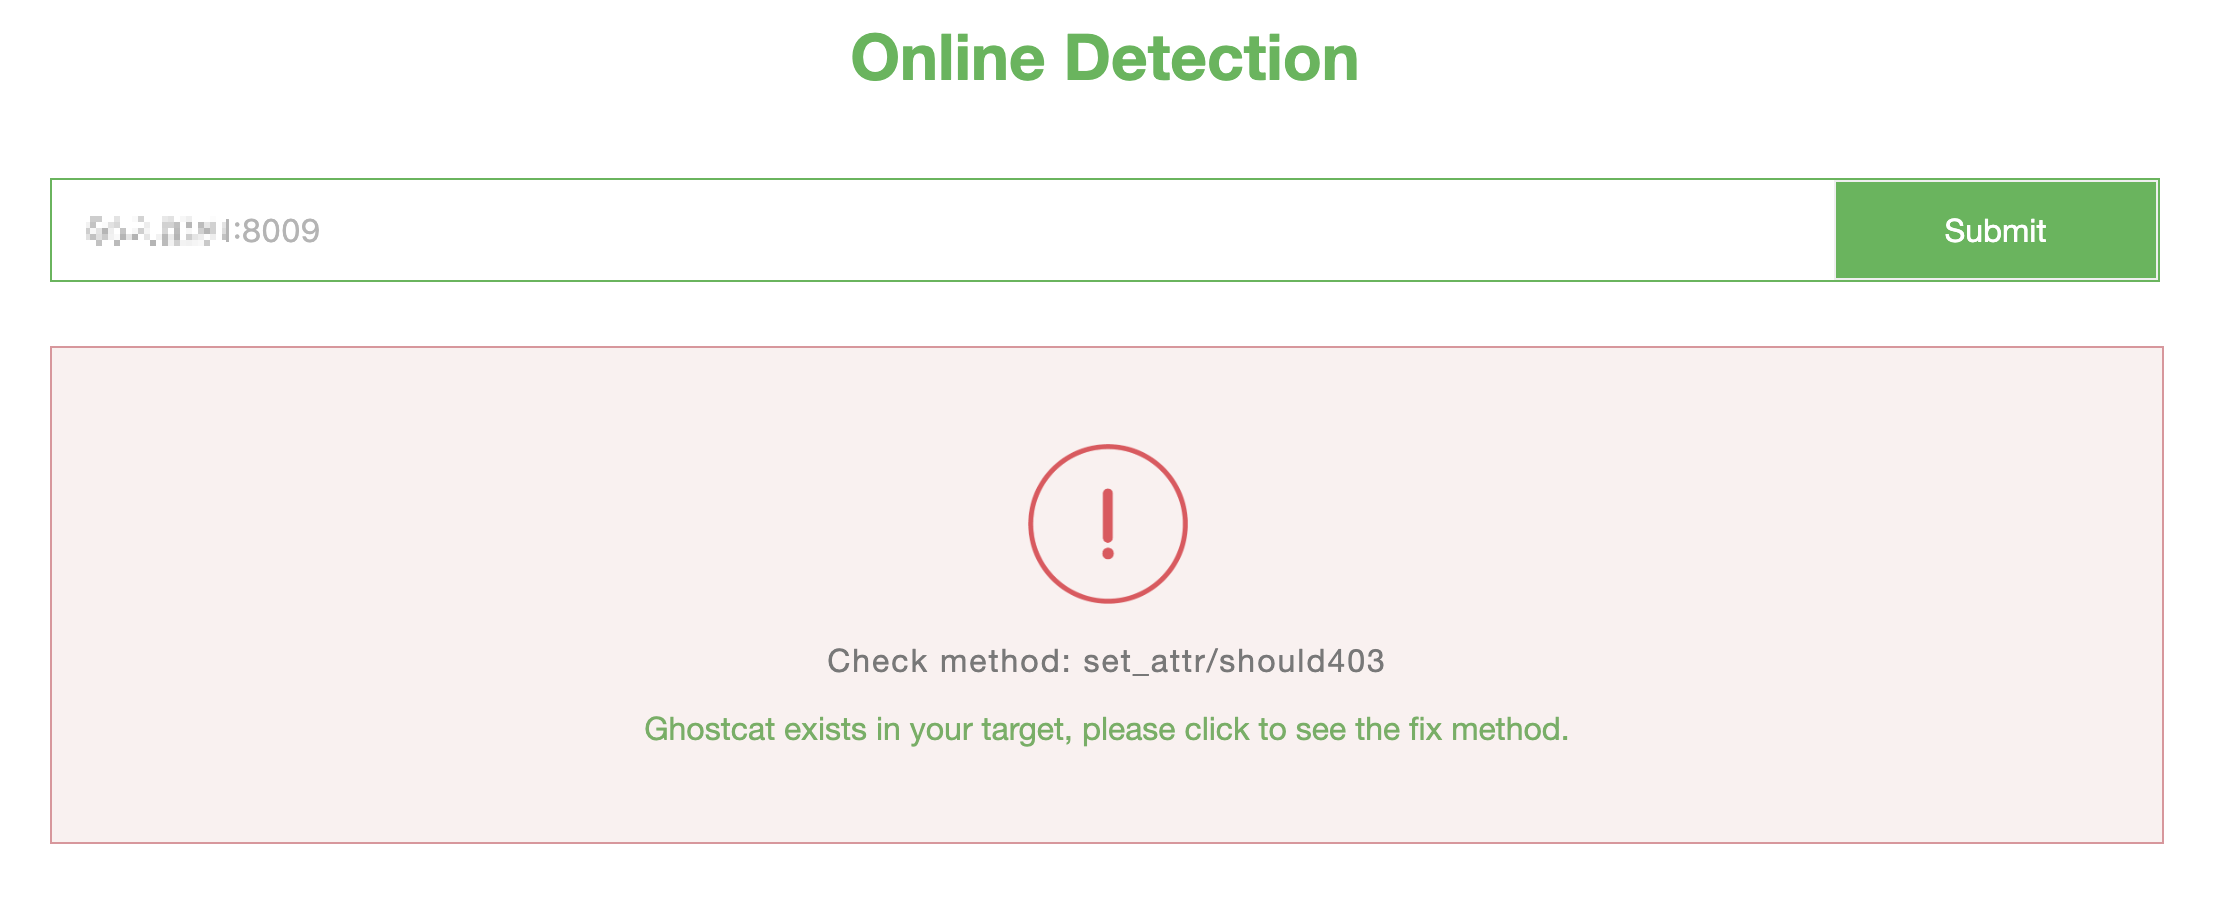 Online Detection
:8009
Submit
Check method: set_attr/should403
Ghostcat exists in your target, please click to see the fix method.